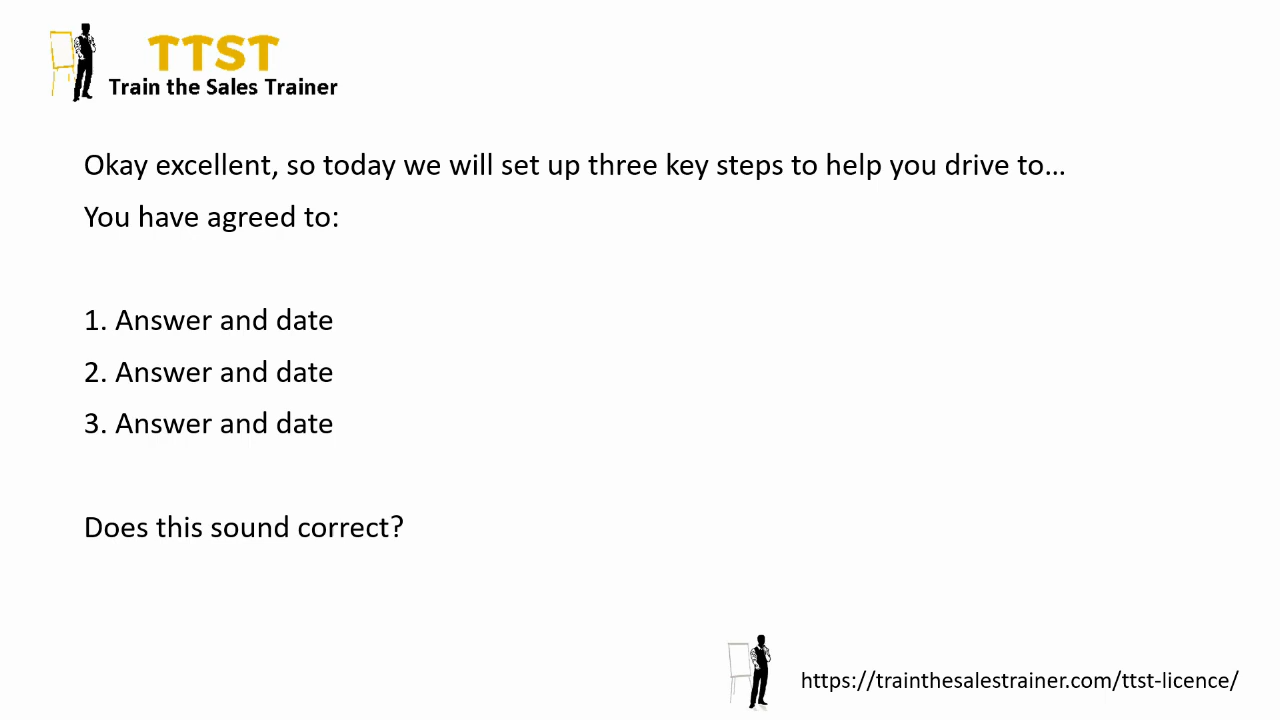 TTST
Train the Sales Trainer
Okay excellent, so today we will set up three key steps to help you drive to...
You have agreed to:
1. Answer and date
2. Answer and date
3. Answer and date
Does this sound correct?
https://trainthesalestrainer.com/ttst-licence/